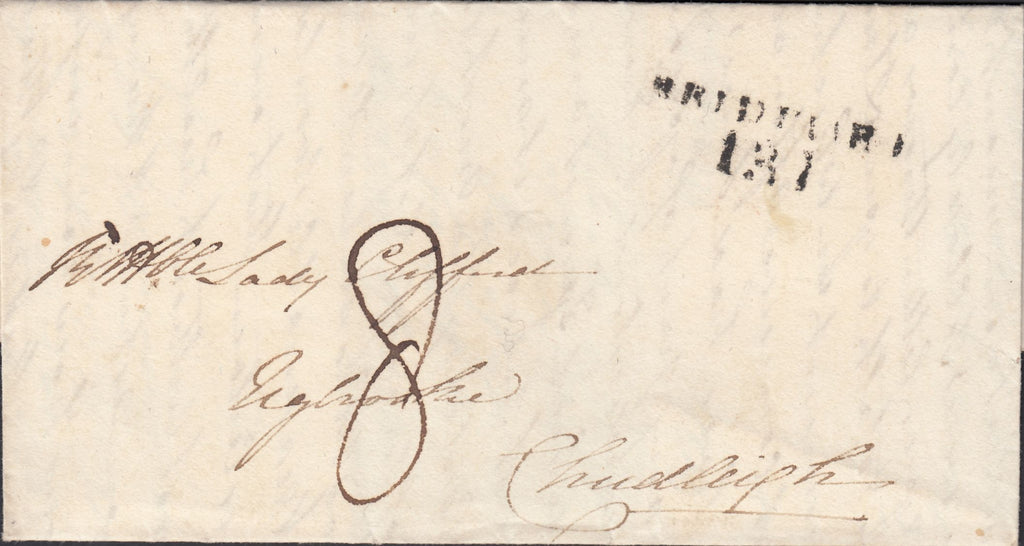 BRIDPORT
137
Rt Hble Lady Clifford
8
Ugbrooke
Chudleigh